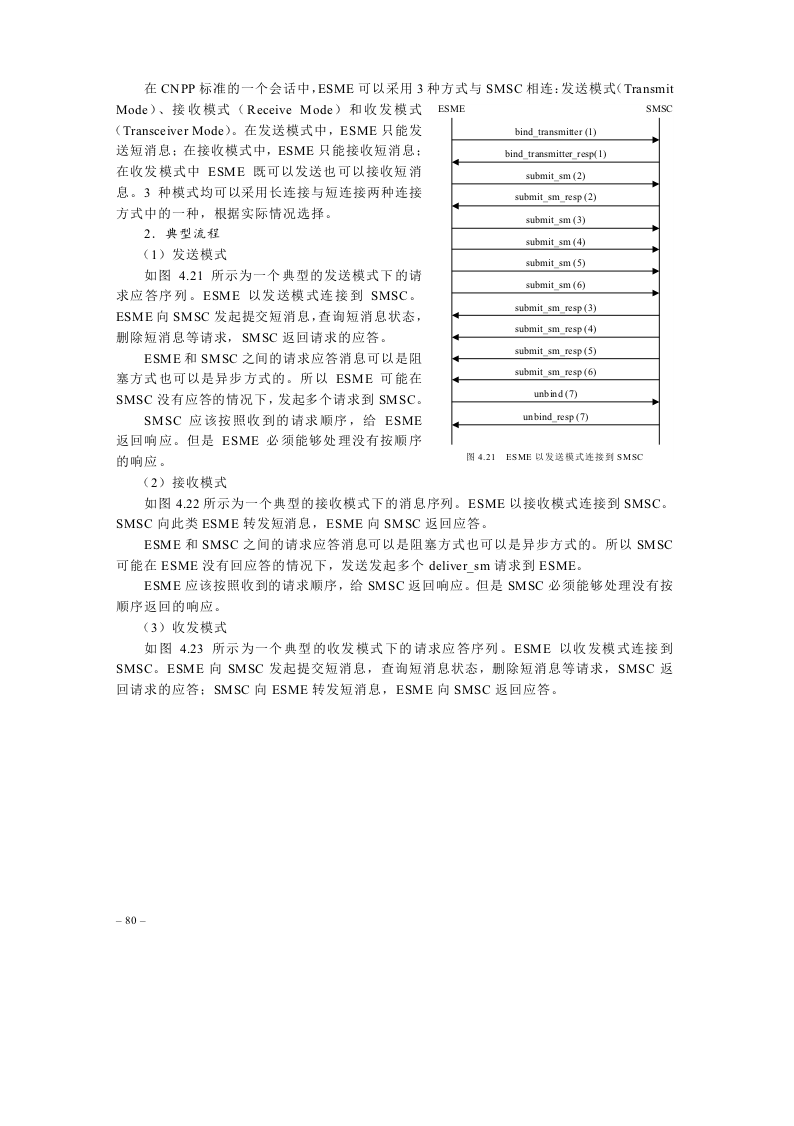 在 CNPP 标准的一个会话中，ESME 可以采用 3 种方式与 SMSC 相连：发送模式（Transmit
Mode）、接收模式（Receive Mode）和收发模式
（Transceiver Mode）。在发送模式中，ESME 只能发
送短消息；在接收模式中，ESME 只能接收短消息；
在收发模式中 ESME 既可以发送也可以接收短消
息。3 种模式均可以采用长连接与短连接两种连接
方式中的一种，根据实际情况选择。
2．典型流程
（1）发送模式
如图 4.21 所示为一个典型的发送模式下的请
求应答序列。ESME 以发送模式连接到 SMSC。
ESME 向 SMSC 发起提交短消息，查询短消息状态，
删除短消息等请求，SMSC 返回请求的应答。
ESME 和 SMSC 之间的请求应答消息可以是阻
塞方式也可以是异步方式的。所以 ESME 可能在
SMSC 没有应答的情况下，发起多个请求到 SMSC。
SMSC 应该按照收到的请求顺序，给 ESME
返回响应。但是 ESME 必须能够处理没有按顺序
的响应。
ESME SMSC
bind_transmitter (1)
bind_transmitter_resp(1)
submit_sm (2)
submit_sm_resp (2)
submit_sm (3)
submit_sm (4)
submit_sm (5)
submit_sm (6)
submit_sm_resp (3)
submit_sm_resp (4)
submit_sm_resp (5)
submit_sm_resp (6)
unbind (7)
unbind_resp (7)
图 4.21 ESME 以发送模式连接到 SMSC
（2）接收模式
如图 4.22 所示为一个典型的接收模式下的消息序列。ESME 以接收模式连接到 SMSC。
SMSC 向此类 ESME 转发短消息，ESME 向 SMSC 返回应答。
ESME 和 SMSC 之间的请求应答消息可以是阻塞方式也可以是异步方式的。所以 SMSC
可能在 ESME 没有回应答的情况下，发送发起多个 deliver_sm 请求到 ESME。
ESME 应该按照收到的请求顺序，给 SMSC 返回响应。但是 SMSC 必须能够处理没有按
顺序返回的响应。
（3）收发模式
如图 4.23 所示为一个典型的收发模式下的请求应答序列。ESME 以收发模式连接到
SMSC。ESME 向 SMSC 发起提交短消息，查询短消息状态，删除短消息等请求，SMSC 返
回请求的应答；SMSC 向 ESME 转发短消息，ESME 向 SMSC 返回应答。
– 80 –